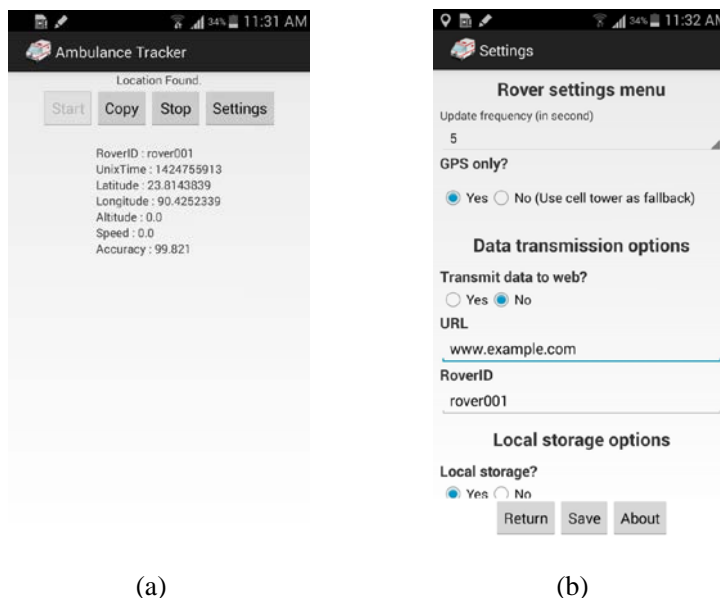 34% 11:31 AM
Ambulance Tracker
Location Found.
Start Copy Stop Settings
RoverID : rover001
UnixTime : 1424755913
Latitude : 23.8143839
Longitude : 90.4252339
Altitude : 0.0
Speed : 0.0
Accuracy : 99.821
(a)
34% 11:32 AM
Settings
Rover settings menu
Update frequency (in second)
5
GPS only?
Yes No (Use cell tower as fallback)
Data transmission options
Transmit data to web?
Yes No
URL
www.example.com
RoverID
rover001
Local storage options
Local storage?
Yes No
Return Save About
(b)